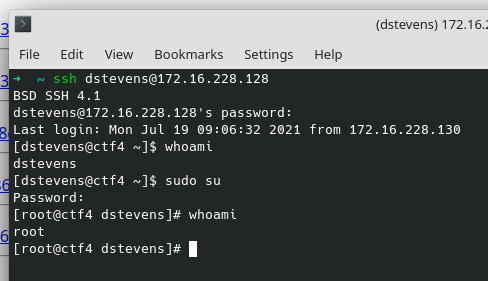 (dstevens) 172.16.2
File Edit View Bookmarks Settings Help
➜ ~ ssh dstevens@172.16.228.128
BSD SSH 4.1
dstevens@172.16.228.128's password:
Last login: Mon Jul 19 09:06:32 2021 from 172.16.228.130
[dstevens@ctf4 ~]$ whoami
dstevens
[dstevens@ctf4 ~]$ sudo su
Password:
[root@ctf4 dstevens]# whoami
root
[root@ctf4 dstevens]#